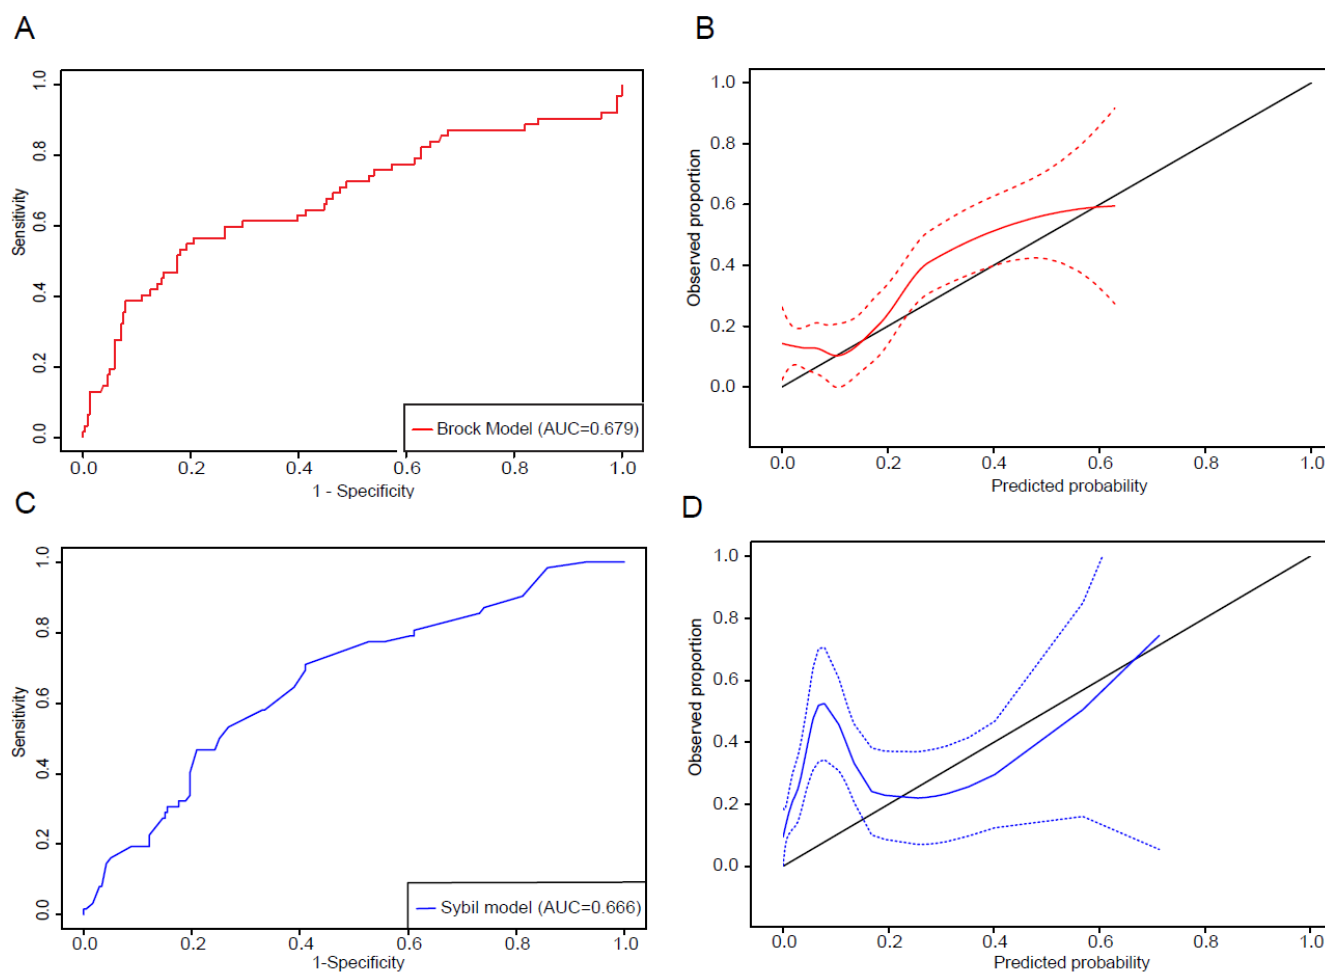 A
B
1.0
0.8
0.6
0.4
0.2
0.0
Sensitivity
Brock Model (AUC=0.679)
0.0 0.2 0.4 0.6 0.8 1.0
1 - Specificity
1.0
0.8
0.6
0.4
0.2
0.0
Observed proportion
0.0 0.2 0.4 0.6 0.8 1.0
Predicted probability
C
D
1.0
0.8
0.6
0.4
0.2
0.0
Sensitivity
Sybil model (AUC=0.666)
0.0 0.2 0.4 0.6 0.8 1.0
1-Specificity
1.0
0.8
0.6
0.4
0.2
0.0
Observed proportion
0.0 0.2 0.4 0.6 0.8 1.0
Predicted probability